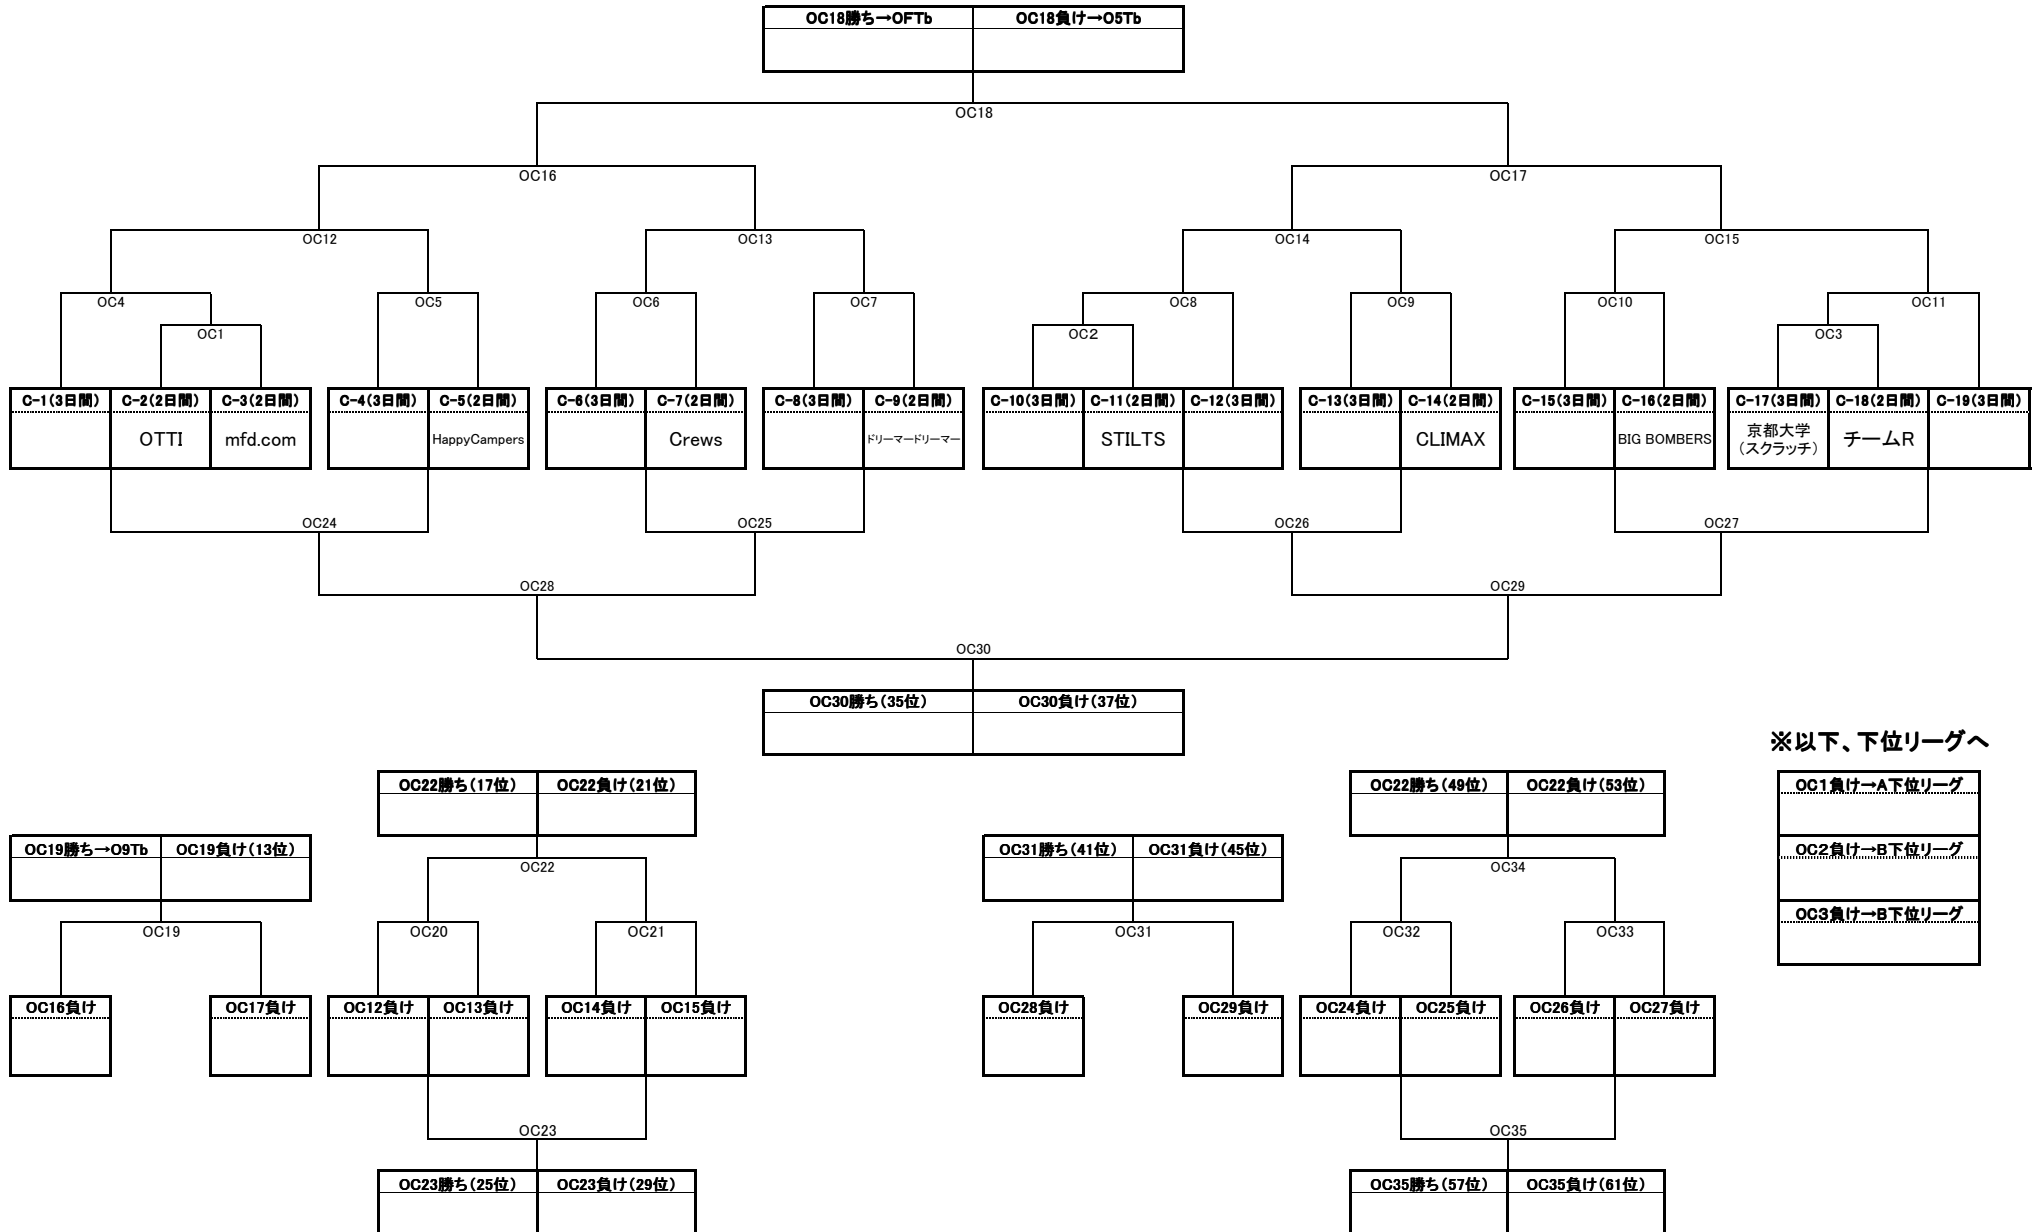 OC18勝ち→OFTb OC18負け→O5Tb
OC18
OC16 OC17
OC12 OC13 OC14 OC15
OC4 OC5 OC6 OC7 OC8 OC9 OC10 OC11
OC1 OC2 OC3
C-1(3日間) C-2(2日間) C-3(2日間) C-4(3日間) C-5(2日間) C-6(3日間) C-7(2日間) C-8(3日間) C-9(2日間) C-10(3日間) C-11(2日間) C-12(3日間) C-13(3日間) C-14(2日間) C-15(3日間) C-16(2日間) C-17(3日間) C-18(2日間) C-19(3日間)
OTTI mfd.com HappyCampers Crews ドリーマードリーマー STILTS CLIMAX BIG BOMBERS 京都大学 チームR
(スクラッチ)
OC24 OC25 OC26 OC27
OC28 OC29
OC30
OC30勝ち(35位) OC30負け(37位)
※以下、下位リーグへ
OC22勝ち(17位) OC22負け(21位) OC22勝ち(49位) OC22負け(53位) OC1負け→A下位リーグ
OC19勝ち→O9Tb OC19負け(13位) OC31勝ち(41位) OC31負け(45位) OC2負け→B下位リーグ
OC22 OC34
OC3負け→B下位リーグ
OC19 OC20 OC21 OC31 OC32 OC33
OC16負け OC17負け OC12負け OC13負け OC14負け OC15負け OC28負け OC29負け OC24負け OC25負け OC26負け OC27負け
OC23 OC35
OC23勝ち(25位) OC23負け(29位) OC35勝ち(57位) OC35負け(61位)